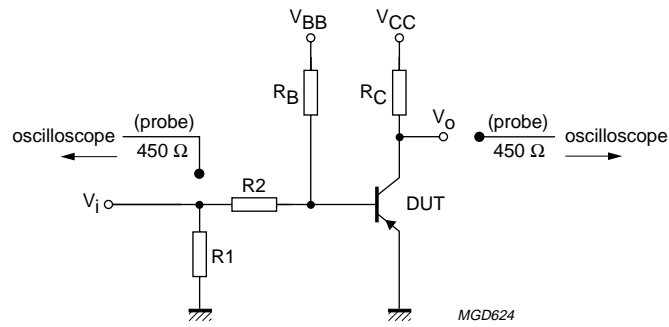 VBB VCC
RB RC
(probe) Vo (probe)
oscilloscope oscilloscope
450 Ω 450 Ω
R2
Vi DUT
R1
MGD624